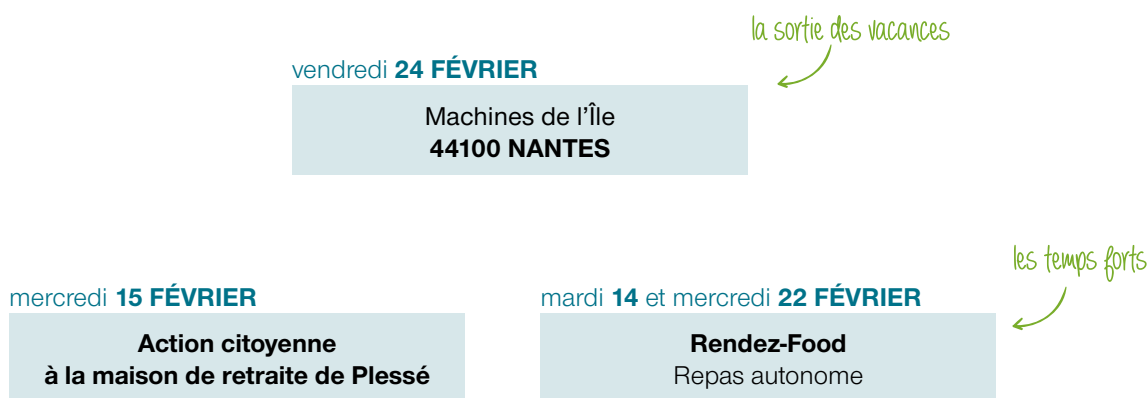 la sortie des vacances
vendredi 24 FÉVRIER
Machines de l'Île
44100 NANTES
les temps forts
mercredi 15 FÉVRIER
Action citoyenne
à la maison de retraite de Plessé
mardi 14 et mercredi 22 FÉVRIER
Rendez-Food
Repas autonome